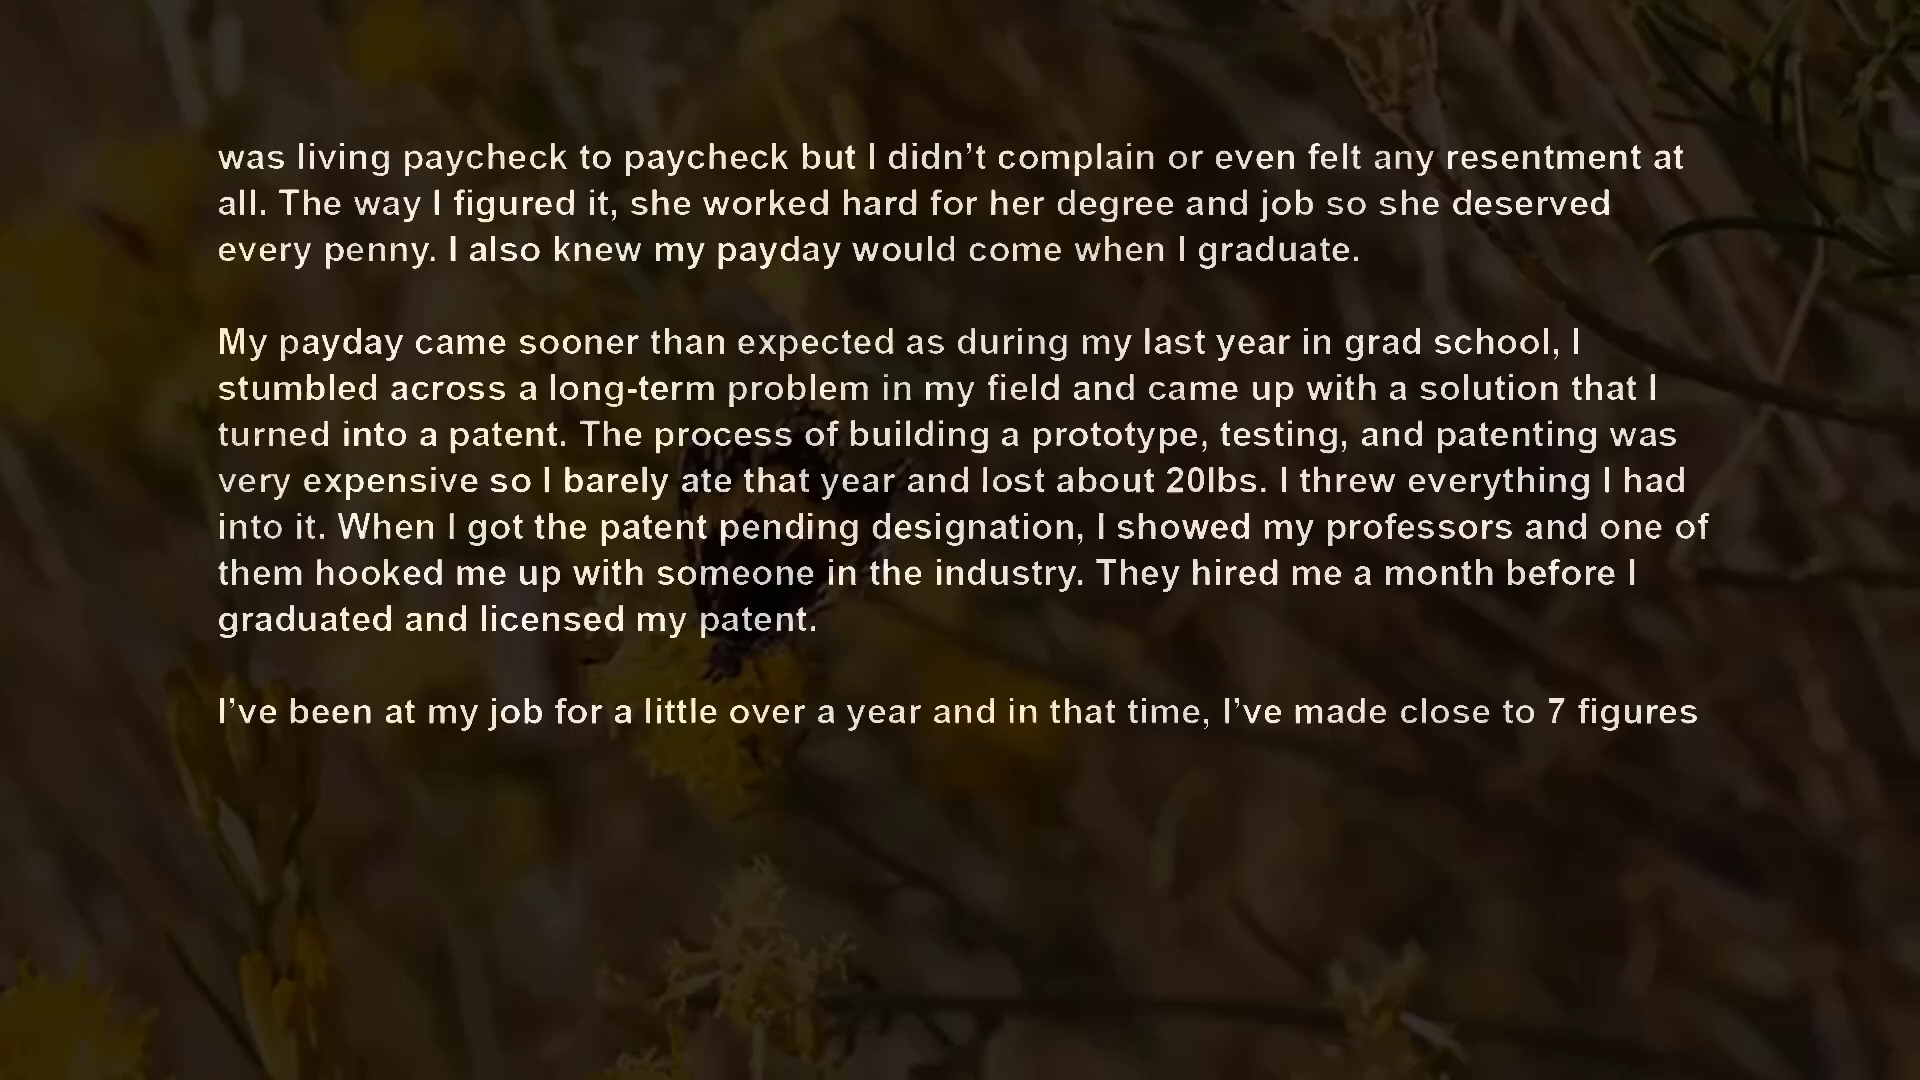 was living paycheck to paycheck but I didn’t complain or even felt any resentment at
all. The way I figured it, she worked hard for her degree and job so she deserved
every penny. I also knew my payday would come when I graduate.
My payday came sooner than expected as during my last year in grad school, I
stumbled across a long-term problem in my field and came up with a solution that I
turned into a patent. The process of building a prototype, testing, and patenting was
very expensive so I barely ate that year and lost about 20lbs. I threw everything I had
into it. When I got the patent pending designation, I showed my professors and one of
them hooked me up with someone in the industry. They hired me a month before I
graduated and licensed my patent.
I’ve been at my job for a little over a year and in that time, I’ve made close to 7 figures